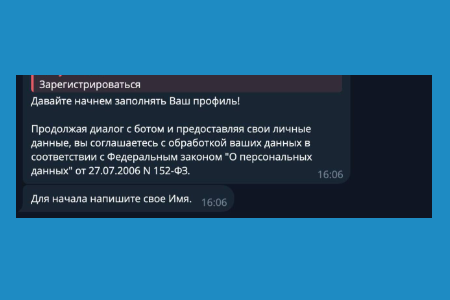 Зарегистрироваться
Давайте начнем заполнять Ваш профиль!
Продолжая диалог с ботом и предоставляя свои личные
данные, вы соглашаетесь с обработкой ваших данных в
соответствии с Федеральным законом "О персональных
данных" от 27.07.2006 N 152-ФЗ.
16:06
Для начала напишите свое Имя.
16:06